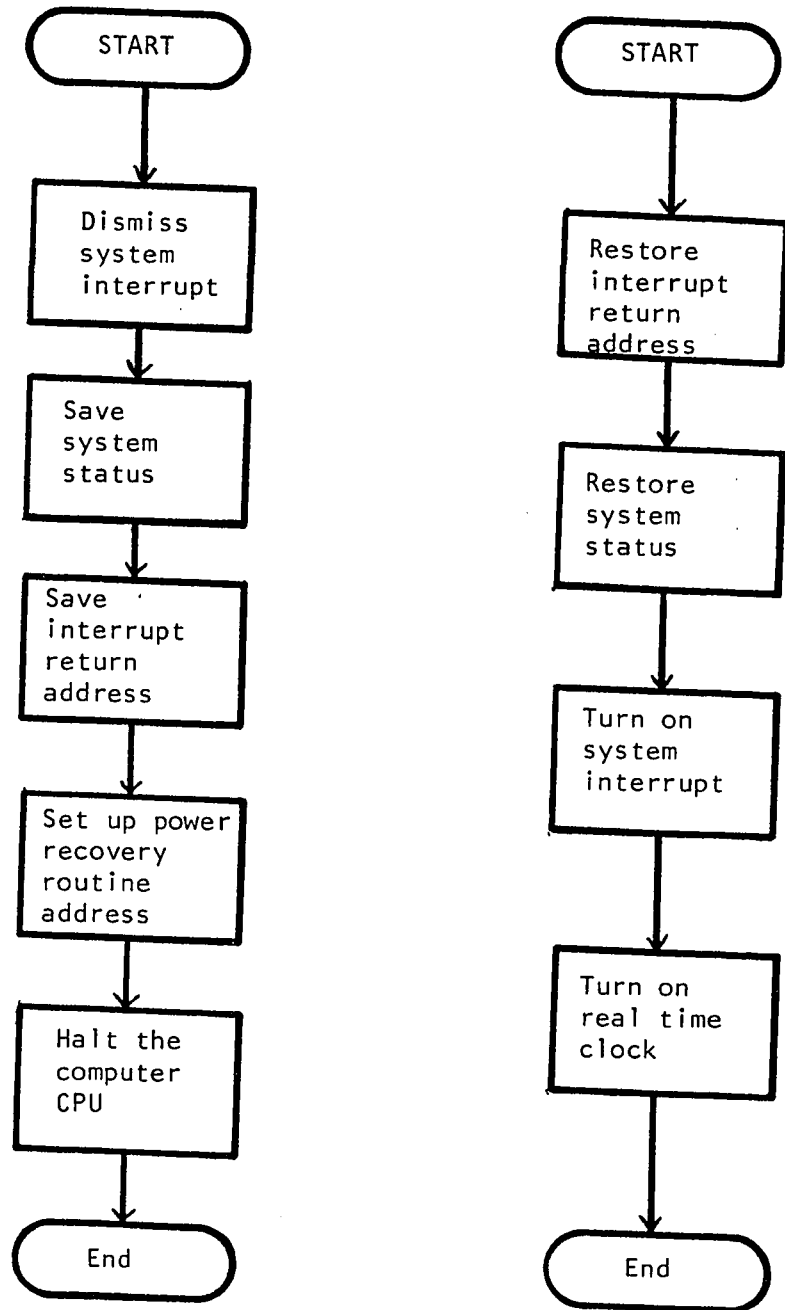 START
Dismiss
system
interrupt
Save
system
status
Save
interrupt
return
address
Set up power
recovery
routine
address
Halt the
computer
CPU
End
START
Restore
interrupt
return
address
Restore
system
status
Turn on
system
interrupt
Turn on
real time
clock
End